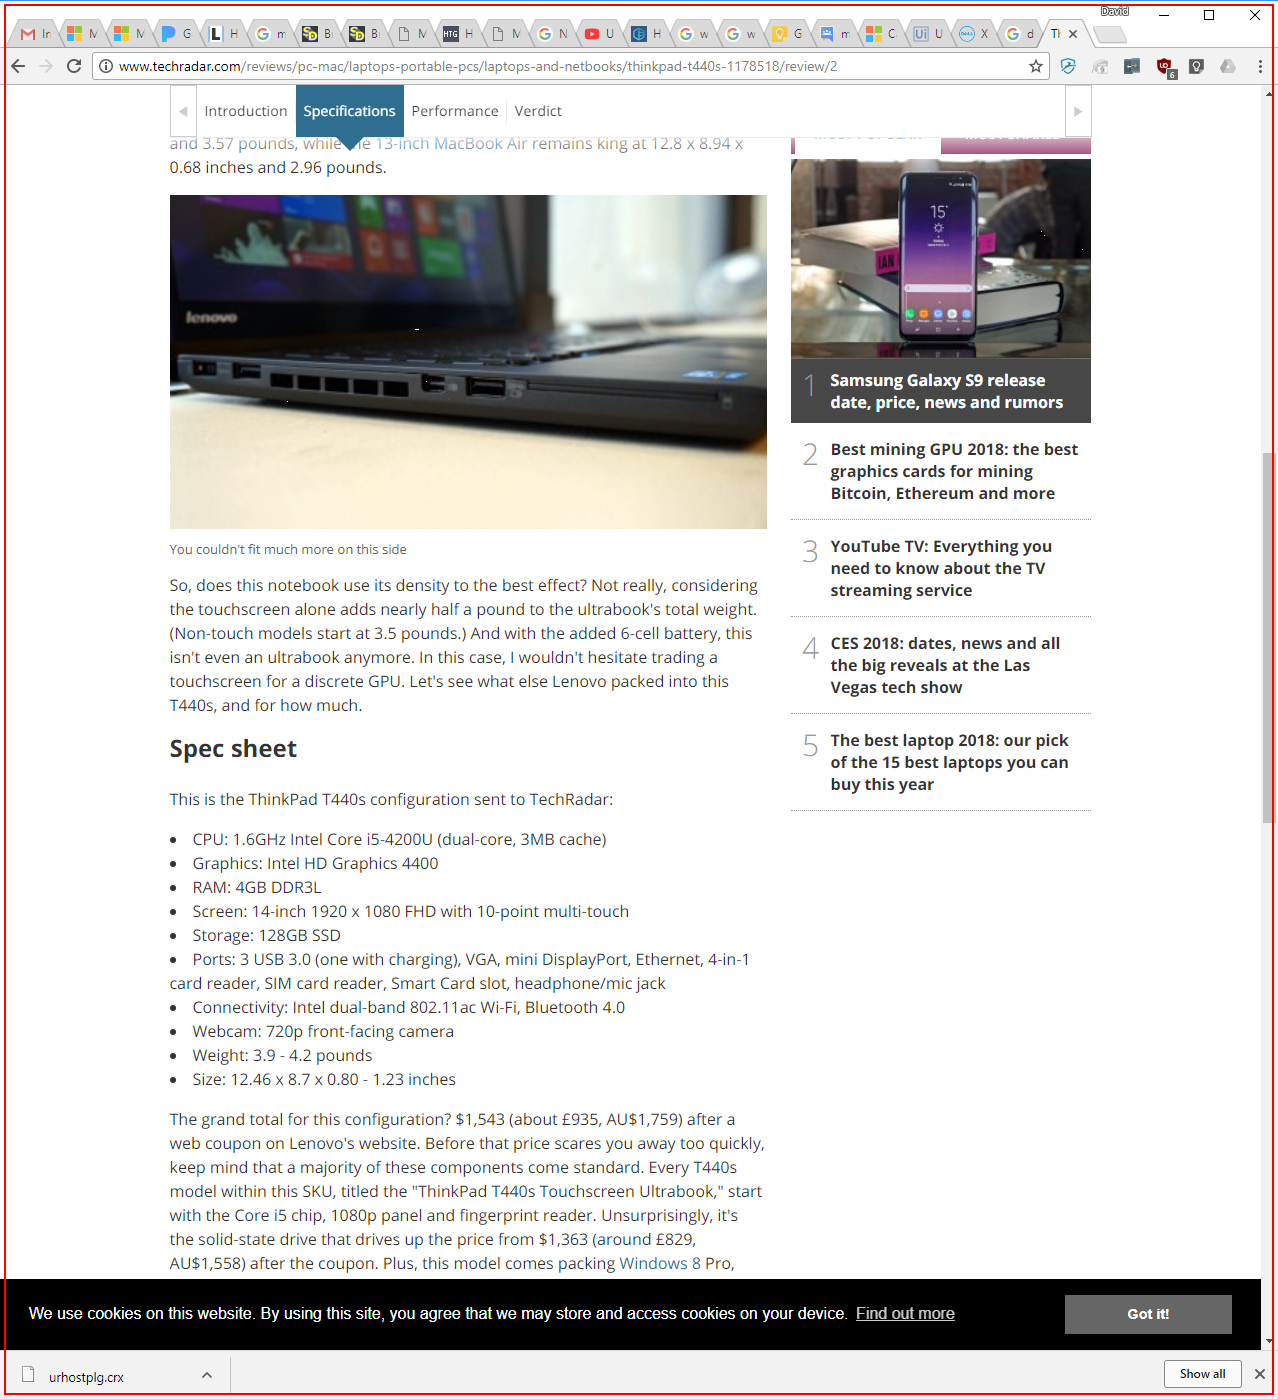 David
In
M
M
P G
L H
G m
SD B
SD B
M
HTG H
M
G N
U
H
G w
G w
G
m
C
Ui U
X
G d
Th
www.techradar.com/reviews/pc-mac/laptops-portable-pcs/laptops-and-netbooks/thinkpad-t440s-1178518/review/2
6
Introduction Specifications Performance Verdict
and 3.57 pounds, while the 13-inch MacBook Air remains king at 12.8 x 8.94 x
0.68 inches and 2.96 pounds.
lenovo
You couldn't fit much more on this side
So, does this notebook use its density to the best effect? Not really, considering
the touchscreen alone adds nearly half a pound to the ultrabook's total weight.
(Non-touch models start at 3.5 pounds.) And with the added 6-cell battery, this
isn't even an ultrabook anymore. In this case, I wouldn't hesitate trading a
touchscreen for a discrete GPU. Let's see what else Lenovo packed into this
T440s, and for how much.
Spec sheet
This is the ThinkPad T440s configuration sent to TechRadar:
• CPU: 1.6GHz Intel Core i5-4200U (dual-core, 3MB cache)
• Graphics: Intel HD Graphics 4400
• RAM: 4GB DDR3L
• Screen: 14-inch 1920 x 1080 FHD with 10-point multi-touch
• Storage: 128GB SSD
• Ports: 3 USB 3.0 (one with charging), VGA, mini DisplayPort, Ethernet, 4-in-1
card reader, SIM card reader, Smart Card slot, headphone/mic jack
• Connectivity: Intel dual-band 802.11ac Wi-Fi, Bluetooth 4.0
• Webcam: 720p front-facing camera
• Weight: 3.9 - 4.2 pounds
• Size: 12.46 x 8.7 x 0.80 - 1.23 inches
The grand total for this configuration? $1,543 (about £935, AU$1,759) after a
web coupon on Lenovo's website. Before that price scares you away too quickly,
keep mind that a majority of these components come standard. Every T440s
model within this SKU, titled the "ThinkPad T440s Touchscreen Ultrabook," start
with the Core i5 chip, 1080p panel and fingerprint reader. Unsurprisingly, it's
the solid-state drive that drives up the price from $1,363 (around £829,
AU$1,558) after the coupon. Plus, this model comes packing Windows 8 Pro,
15°
IAN
1 Samsung Galaxy S9 release
date, price, news and rumors
2 Best mining GPU 2018: the best
graphics cards for mining
Bitcoin, Ethereum and more
3 YouTube TV: Everything you
need to know about the TV
streaming service
4 CES 2018: dates, news and all
the big reveals at the Las
Vegas tech show
5 The best laptop 2018: our pick
of the 15 best laptops you can
buy this year
We use cookies on this website. By using this site, you agree that we may store and access cookies on your device. Find out more
Got it!
urhostplg.crx
Show all